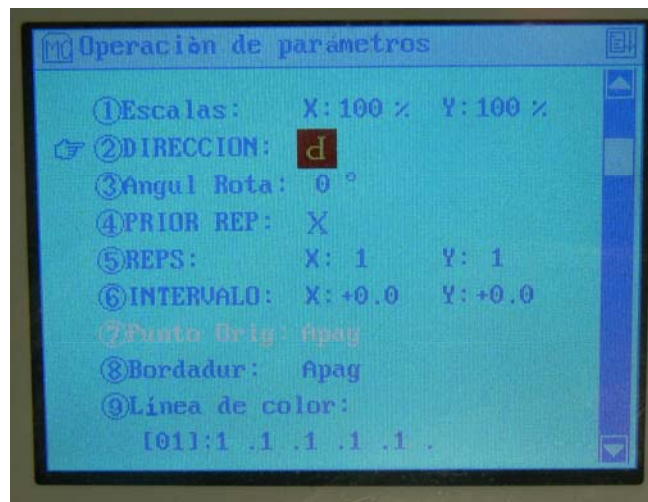 MC Operaciòn de parámetros
①Escalas: X:100 % Y:100 %
②DIRECCION: d
③Angul Rota: 0 °
④PRIOR REP: X
⑤REPS: X: 1 Y: 1
⑥INTERVALO: X:+0.0 Y:+0.0
⑦Punto Orig: Apag
⑧Bordadur: Apag
⑨Línea de color:
[01]:1 .1 .1 .1 .1 .